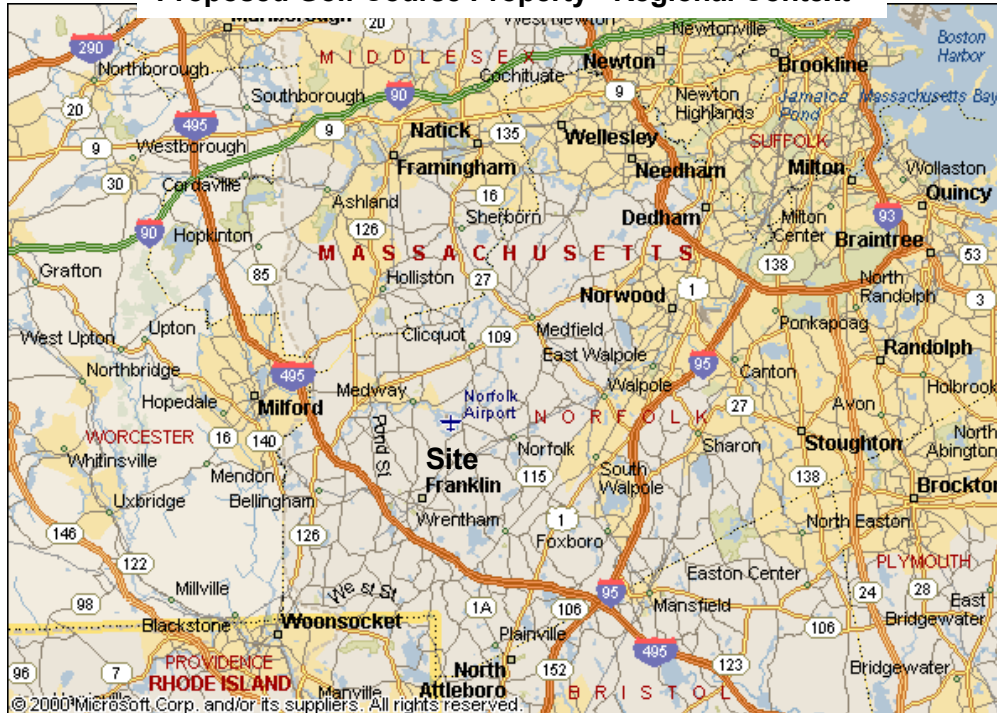 Proposed Golf Course Property - Regional Context
Marlborough
20
West Newton
Newtonville
Boston
Harbor
290
MIDDLESEX
Newton
Brookline
Northborough
Cochituate
Southborough
90
9
Newton
Highlands
Jamaica
Pond
Massachusetts Bay
20
495
9
Natick
135
Wellesley
SUFFOLK
9
Westborough
Framingham
Needham
Milton
Wollaston
30
Cordaville
16
Quincy
Ashland
Sherborn
Dedham
Milton
Center
93
90
Hopkinton
126
Braintree
MASSACHUSETTS
53
Grafton
85
Holliston
27
138
North
Randolph
Norwood
1
3
West Upton
Upton
Clicquot
109
Medfield
Ponkapoag
East Walpole
Randolph
495
95
Northbridge
Medway
Norfolk
Airport
Walpole
Canton
Holbrook
Hopedale
Milford
27
Avon
NORFOLK
WORCESTER
16
140
Pond St
Sharon
Stoughton
North
Abington
Whitinsville
Site
Norfolk
Mendon
Franklin
115
South
Walpole
138
Uxbridge
Bellingham
Brockton
Wrentham
1
North Easton
146
126
Foxboro
122
PLYMOUTH
Millville
West St
95
Easton Center
24
28
East
98
1A
106
Mansfield
Bridgewater
Blackstone
Woonsocket
106
Plainville
495
96
7
PROVIDENCE
North
Attleboro
152
123
Bridgewater
RHODE ISLAND
Manville
BRISTOL
© 2000 Microsoft Corp. and/or its suppliers. All rights reserved.